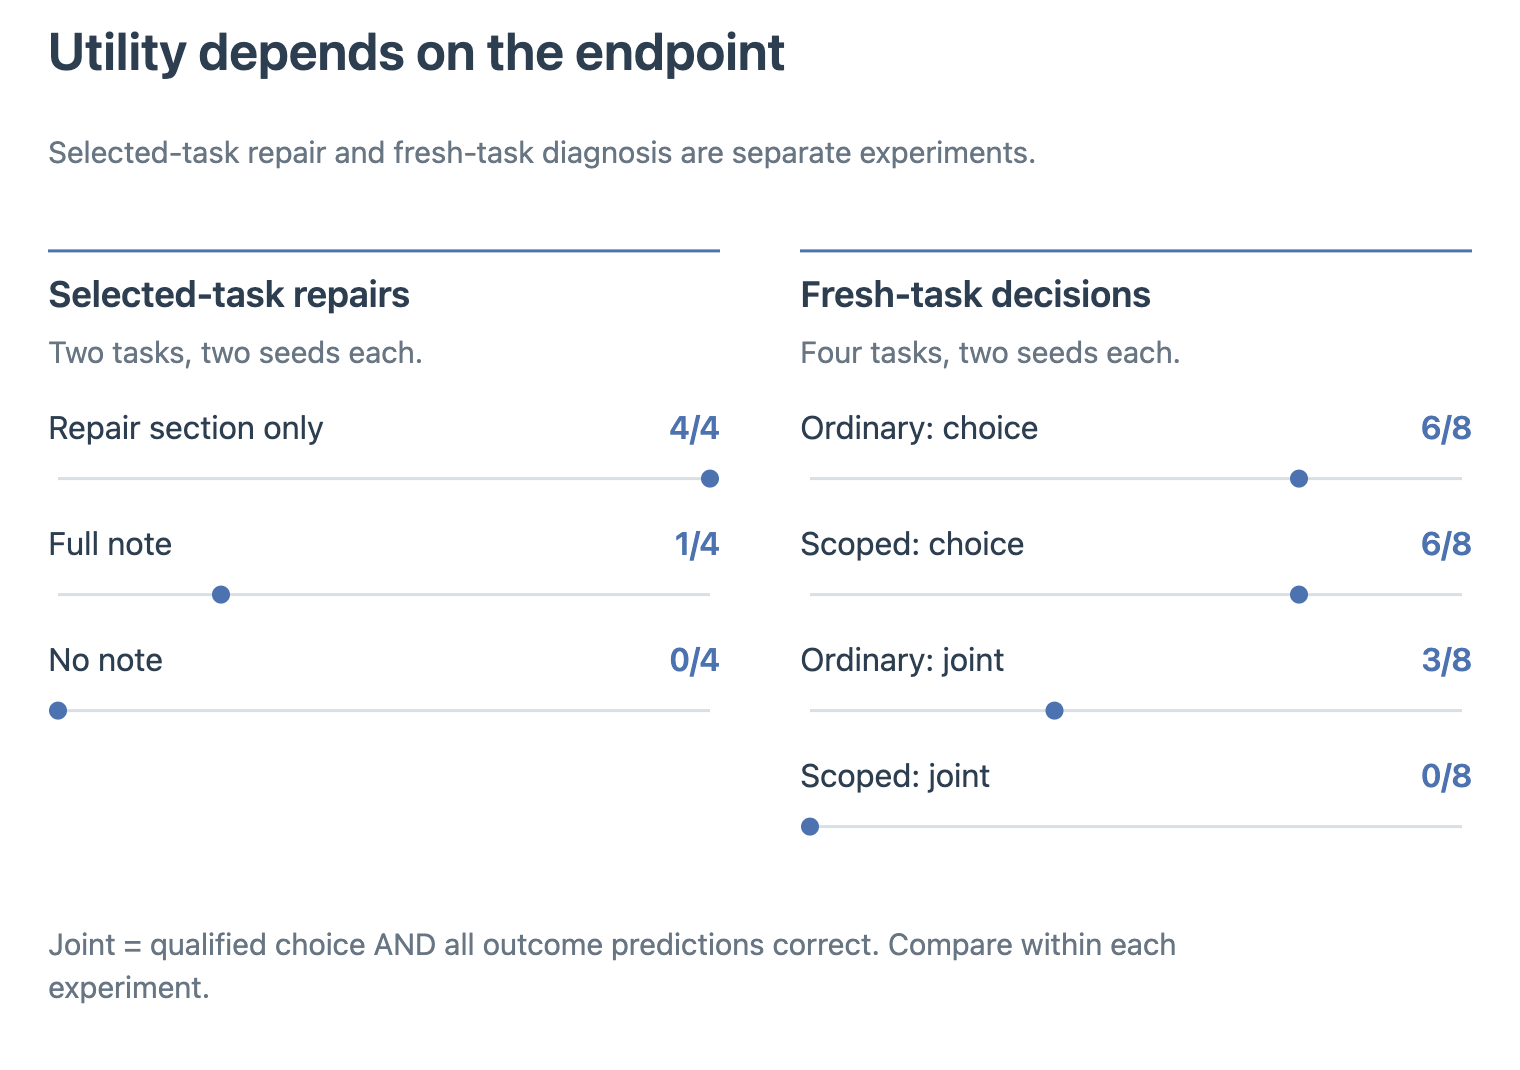 Utility depends on the endpoint
Selected-task repair and fresh-task diagnosis are separate experiments.
Selected-task repairs
Two tasks, two seeds each.
Repair section only 4/4
Full note 1/4
No note 0/4
Fresh-task decisions
Four tasks, two seeds each.
Ordinary: choice 6/8
Scoped: choice 6/8
Ordinary: joint 3/8
Scoped: joint 0/8
Joint = qualified choice AND all outcome predictions correct. Compare within each
experiment.